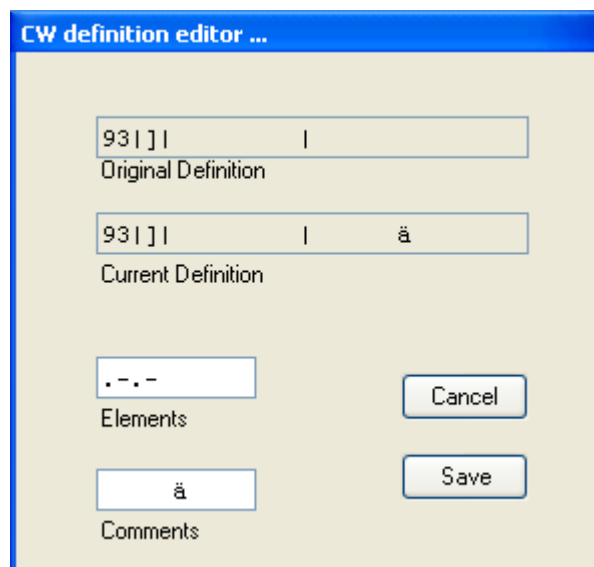 CW definition editor ...
93|]|             |
Original Definition
93|]|             |         ä
Current Definition
.-.-
Elements
Cancel
ä
Comments
Save